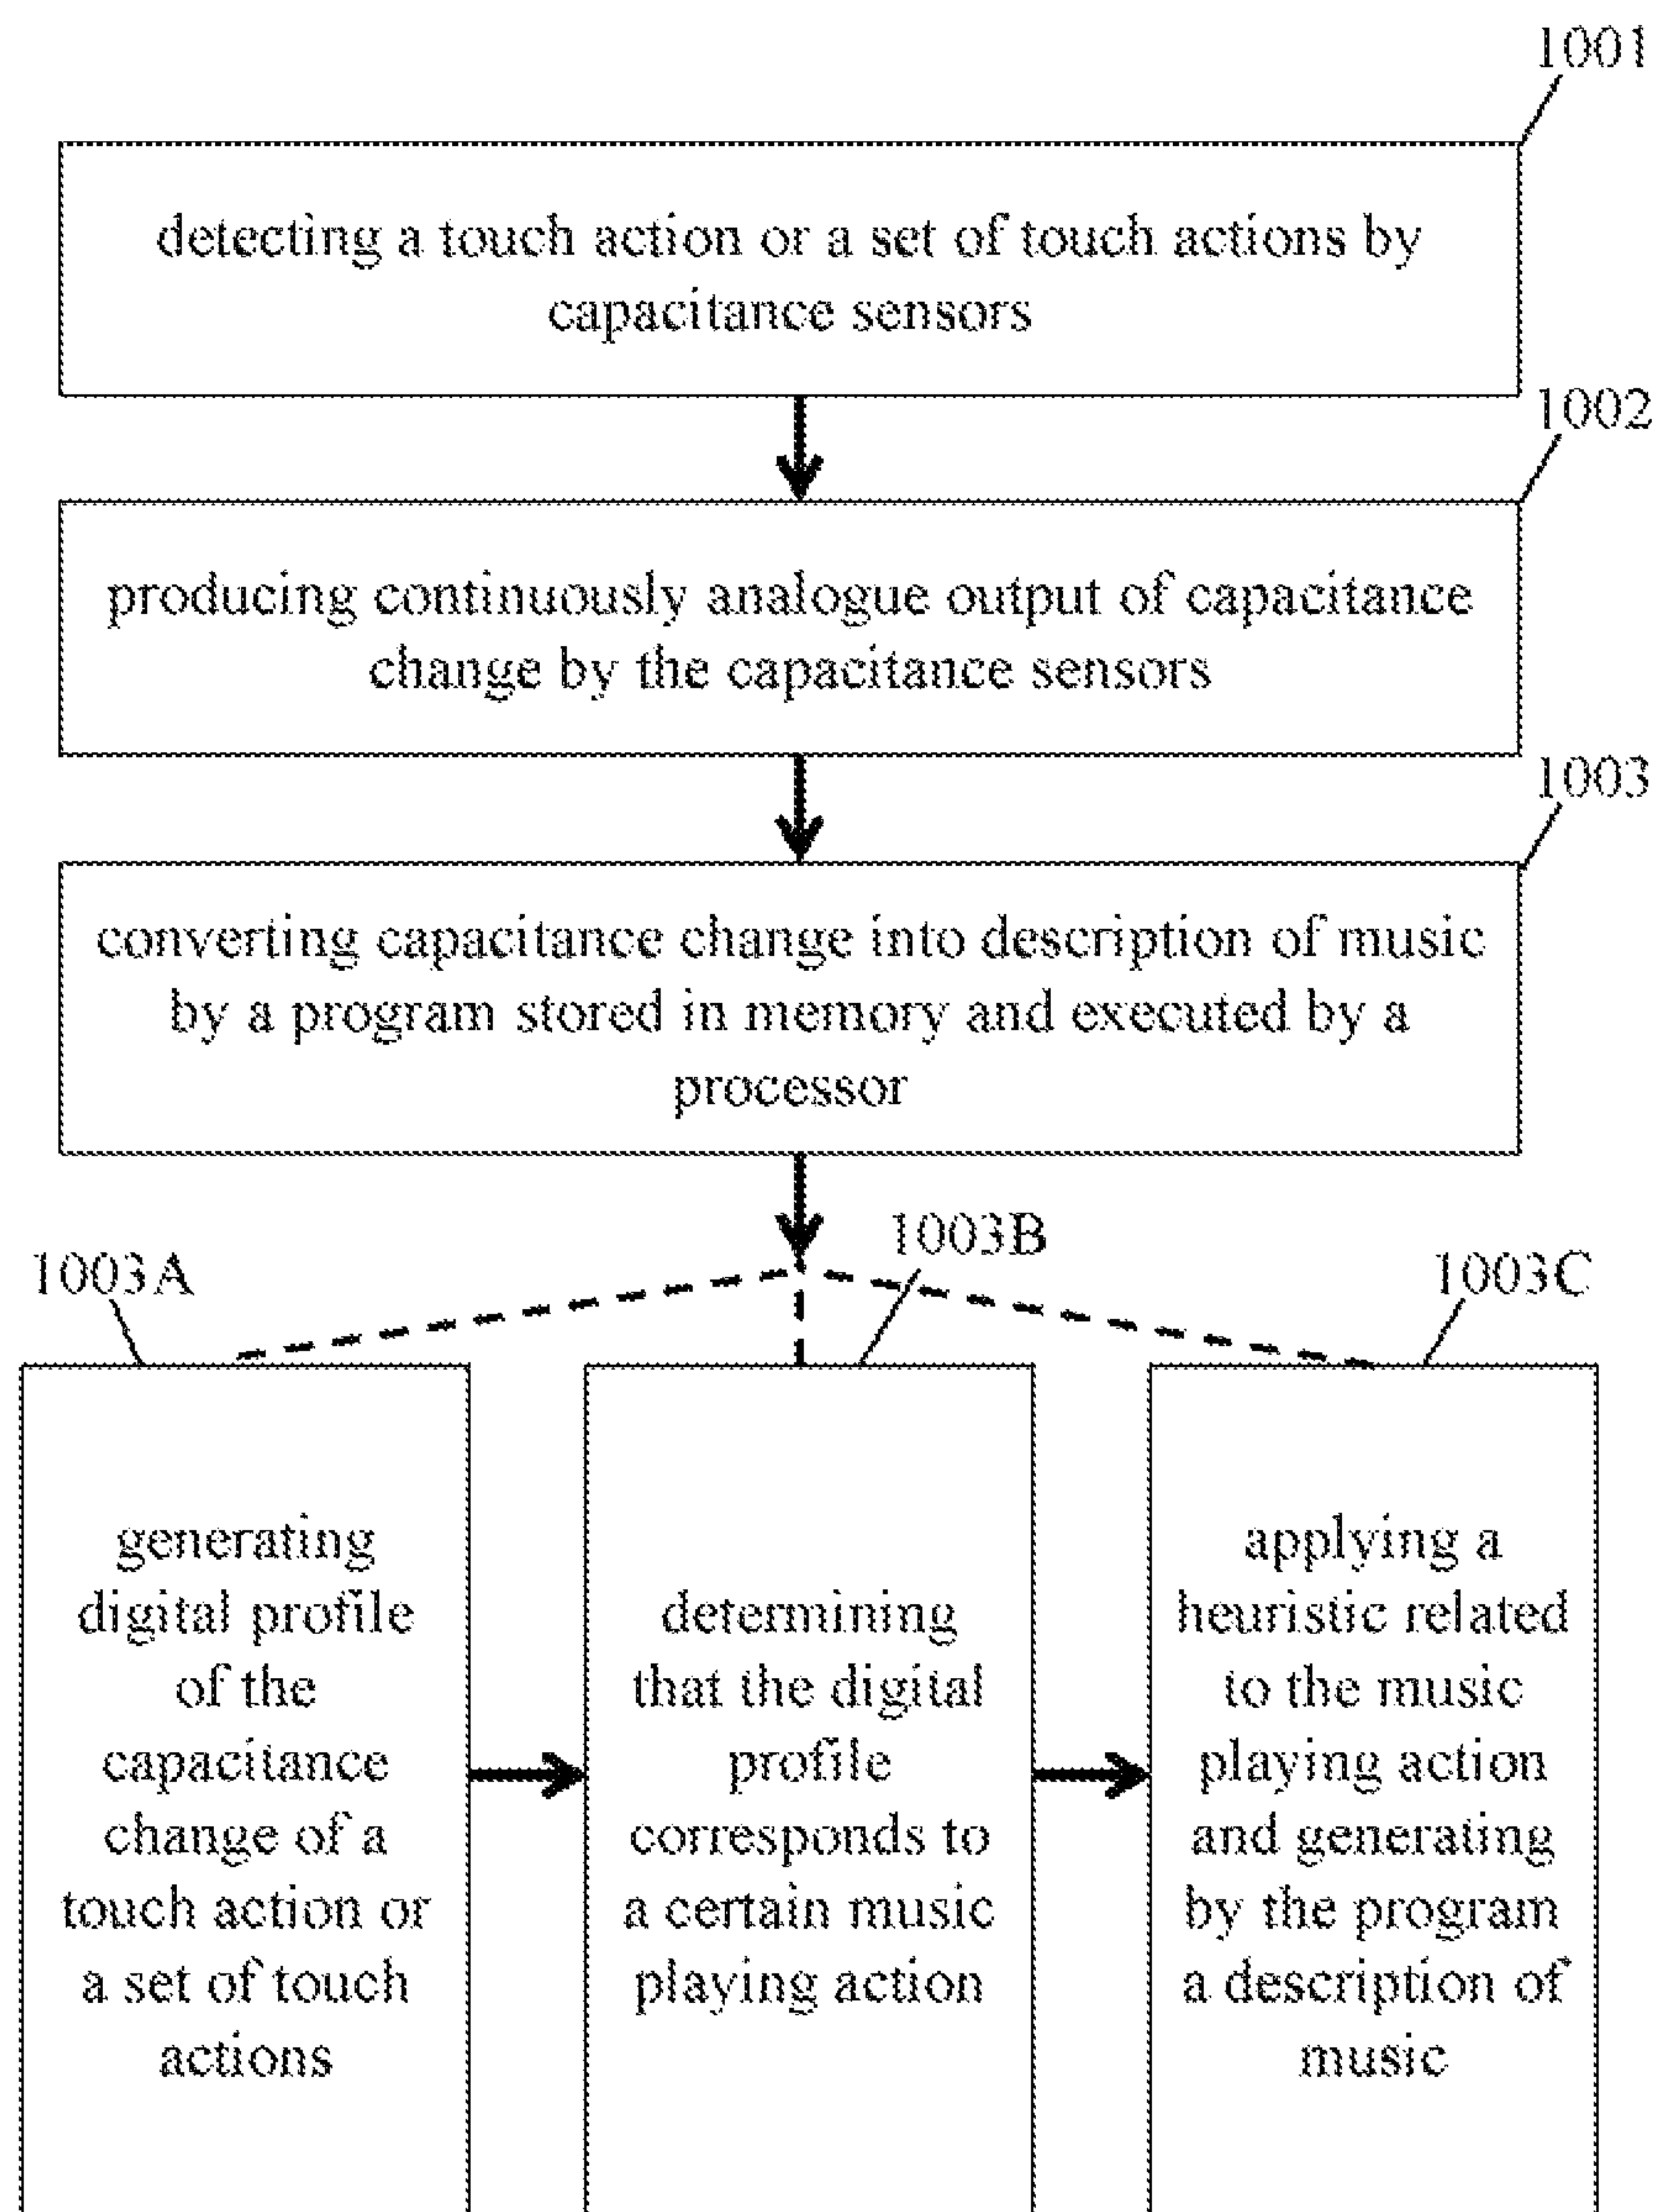 1001
detecting a touch action or a set of touch actions by
capacitance sensors
1002
producing continuously analogue output of capacitance
change by the capacitance sensors
1003
converting capacitance change into description of music
by a program stored in memory and executed by a
processor
1003A
1003B
1003C
generating
digital profile
of the
capacitance
change of a
touch action or
a set of touch
actions
determining
that the digital
profile
corresponds to
a certain music
playing action
applying a
heuristic related
to the music
playing action
and generating
by the program
a description of
music